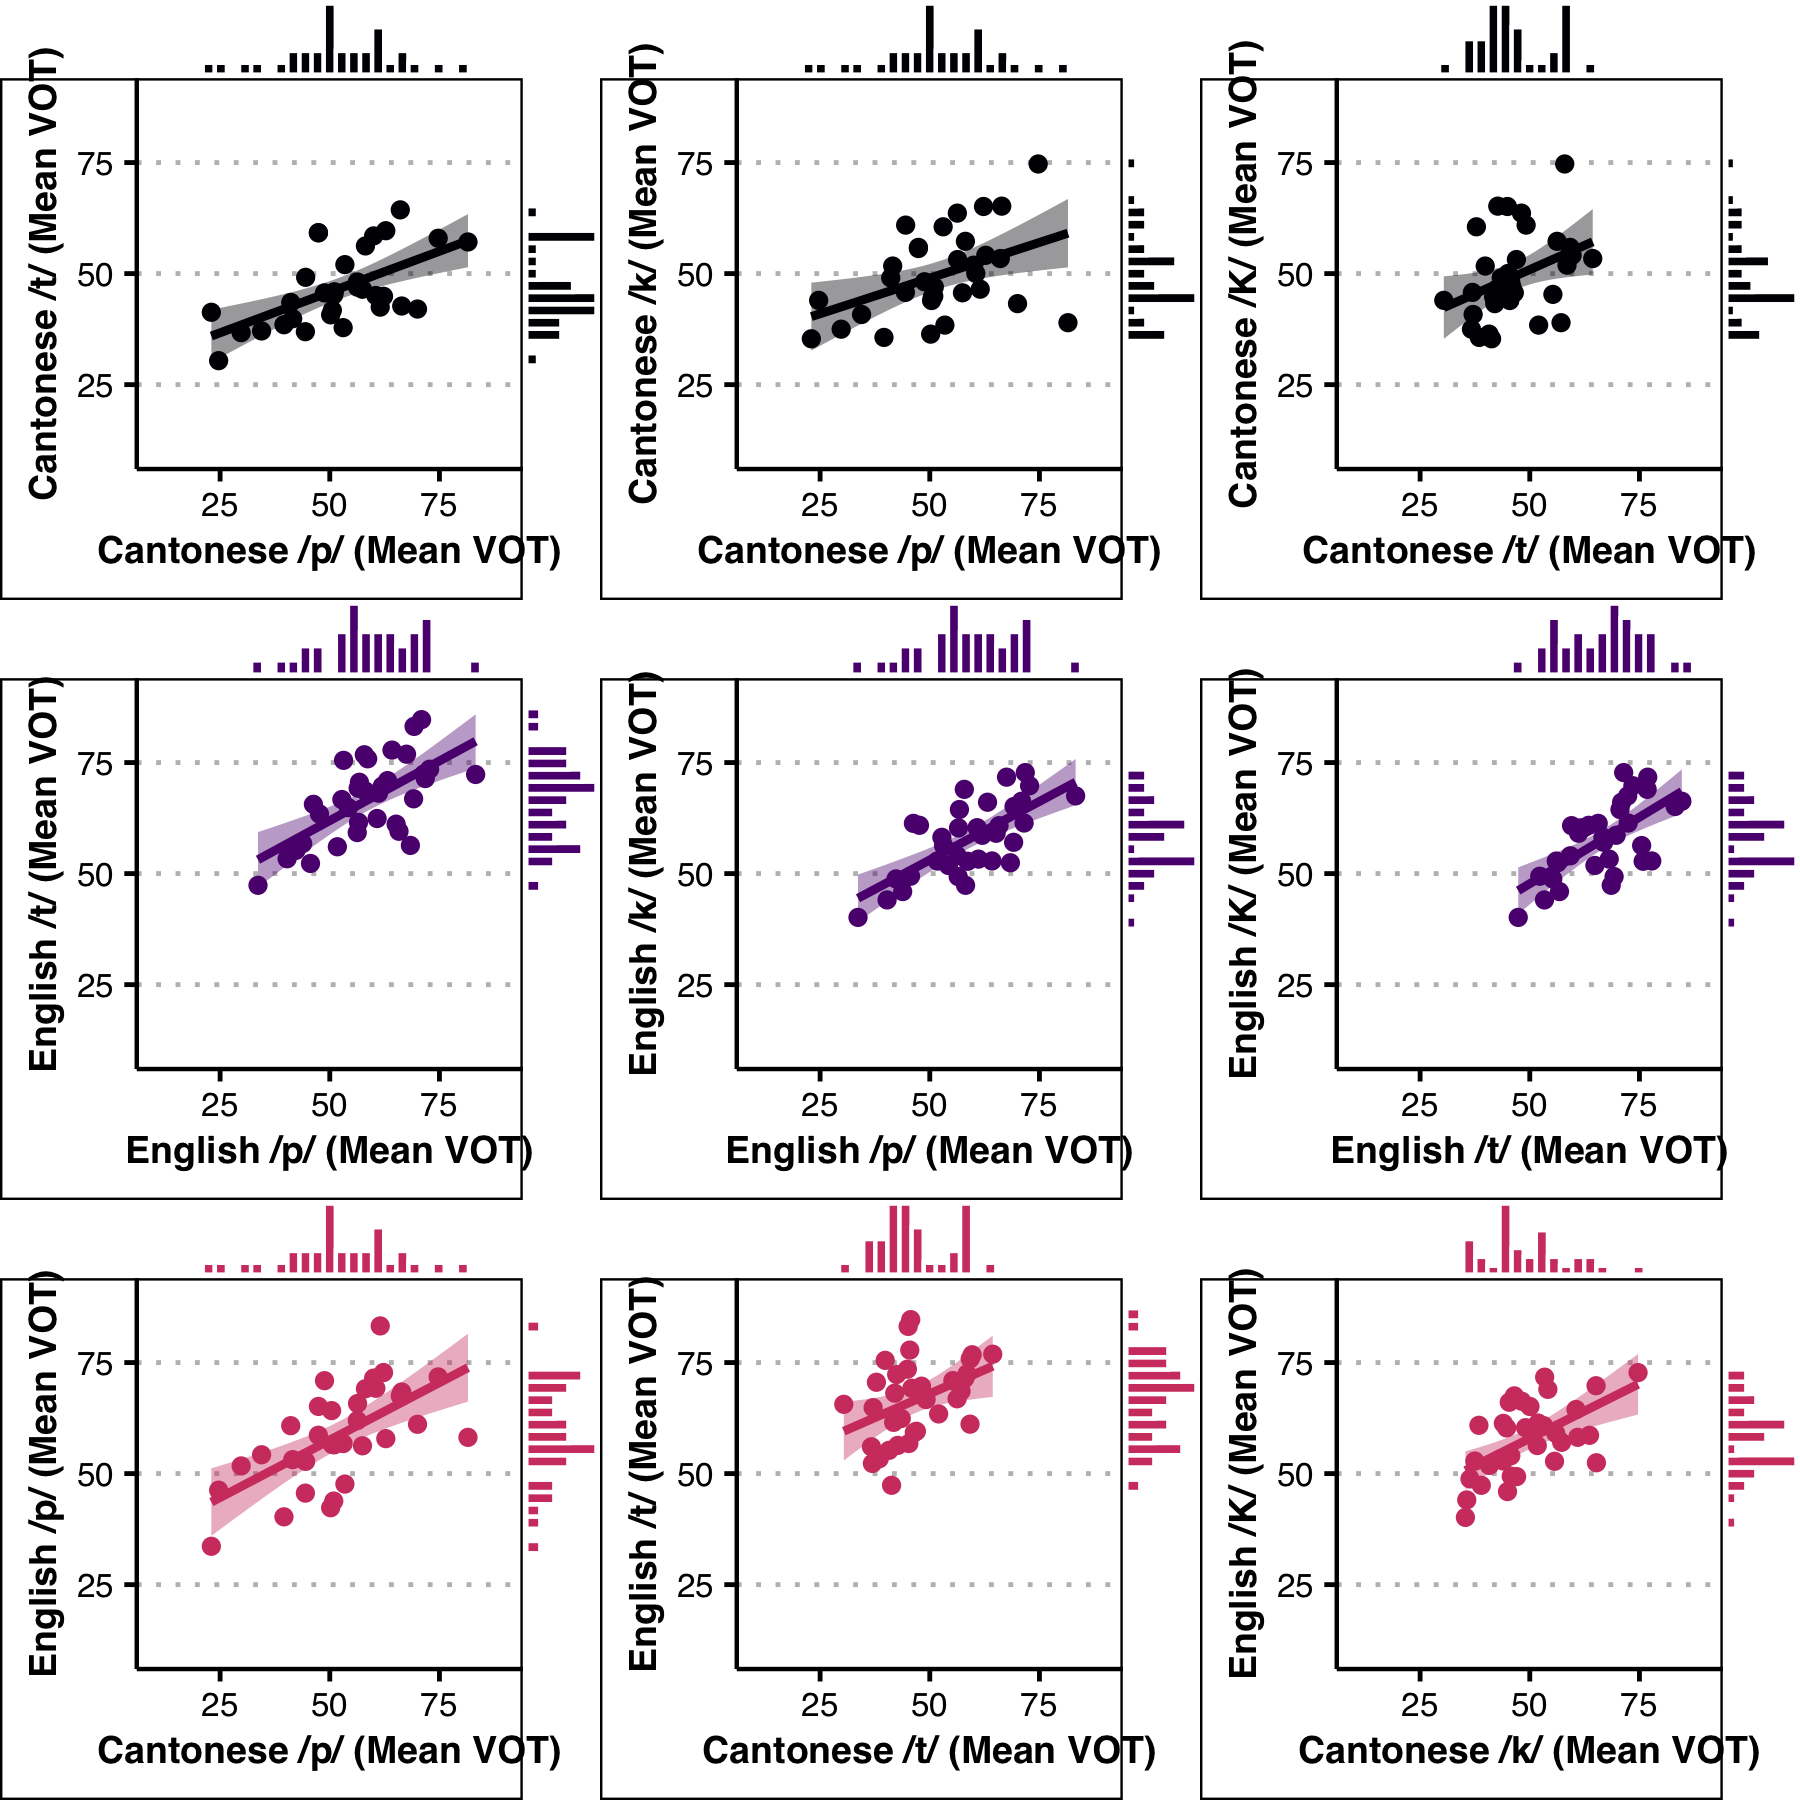 Cantonese /t/ (Mean VOT)
75
50
25
25 50 75
Cantonese /p/ (Mean VOT)
Cantonese /k/ (Mean VOT)
75
50
25
25 50 75
Cantonese /p/ (Mean VOT)
Cantonese /K/ (Mean VOT)
75
50
25
25 50 75
Cantonese /t/ (Mean VOT)
English /t/ (Mean VOT)
75
50
25
25 50 75
English /p/ (Mean VOT)
English /k/ (Mean VOT)
75
50
25
25 50 75
English /p/ (Mean VOT)
English /K/ (Mean VOT)
75
50
25
25 50 75
English /t/ (Mean VOT)
English /p/ (Mean VOT)
75
50
25
25 50 75
Cantonese /p/ (Mean VOT)
English /t/ (Mean VOT)
75
50
25
25 50 75
Cantonese /t/ (Mean VOT)
English /K/ (Mean VOT)
75
50
25
25 50 75
Cantonese /k/ (Mean VOT)